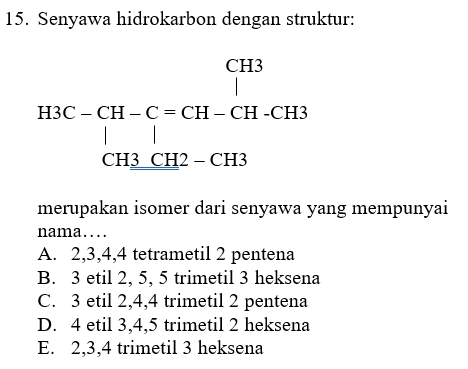 15. Senyawa hidrokarbon dengan struktur:
CH3
|
H3C – CH – C = CH – CH -CH3
| |
CH3 CH2 – CH3
merupakan isomer dari senyawa yang mempunyai
nama….
A. 2,3,4,4 tetrametil 2 pentena
B. 3 etil 2, 5, 5 trimetil 3 heksena
C. 3 etil 2,4,4 trimetil 2 pentena
D. 4 etil 3,4,5 trimetil 2 heksena
E. 2,3,4 trimetil 3 heksena